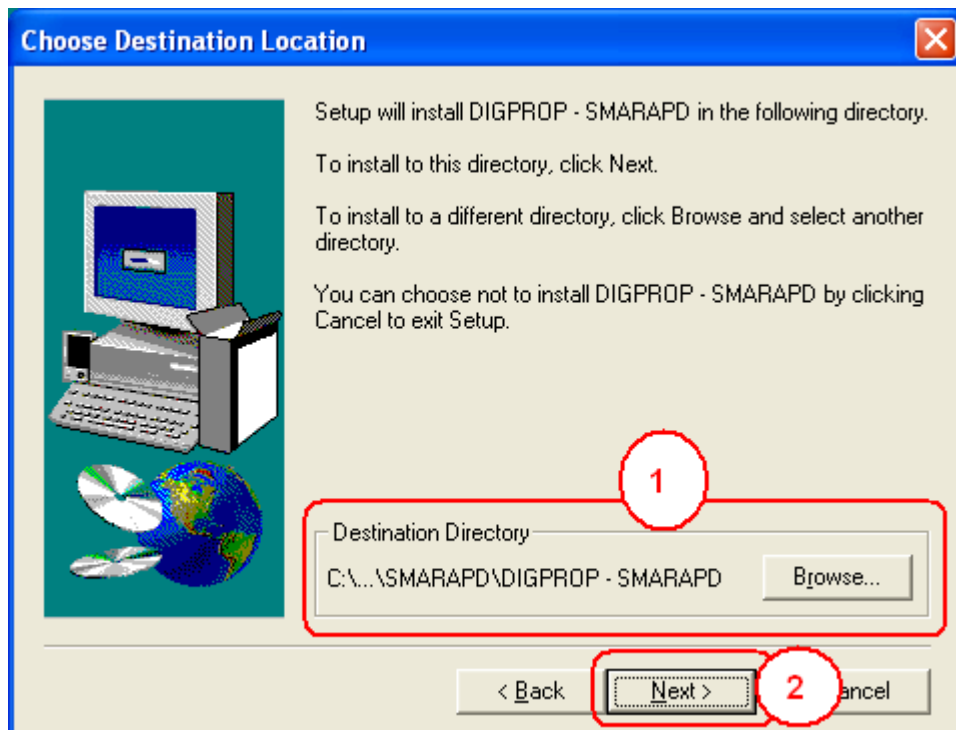 Choose Destination Location
Setup will install DIGPROP - SMARAPD in the following directory.
To install to this directory, click Next.
To install to a different directory, click Browse and select another
directory.
You can choose not to install DIGPROP - SMARAPD by clicking
Cancel to exit Setup.
1
Destination Directory
C:\...\SMARAPD\DIGPROP - SMARAPD
Browse...
< Back
Next >
2
ancel